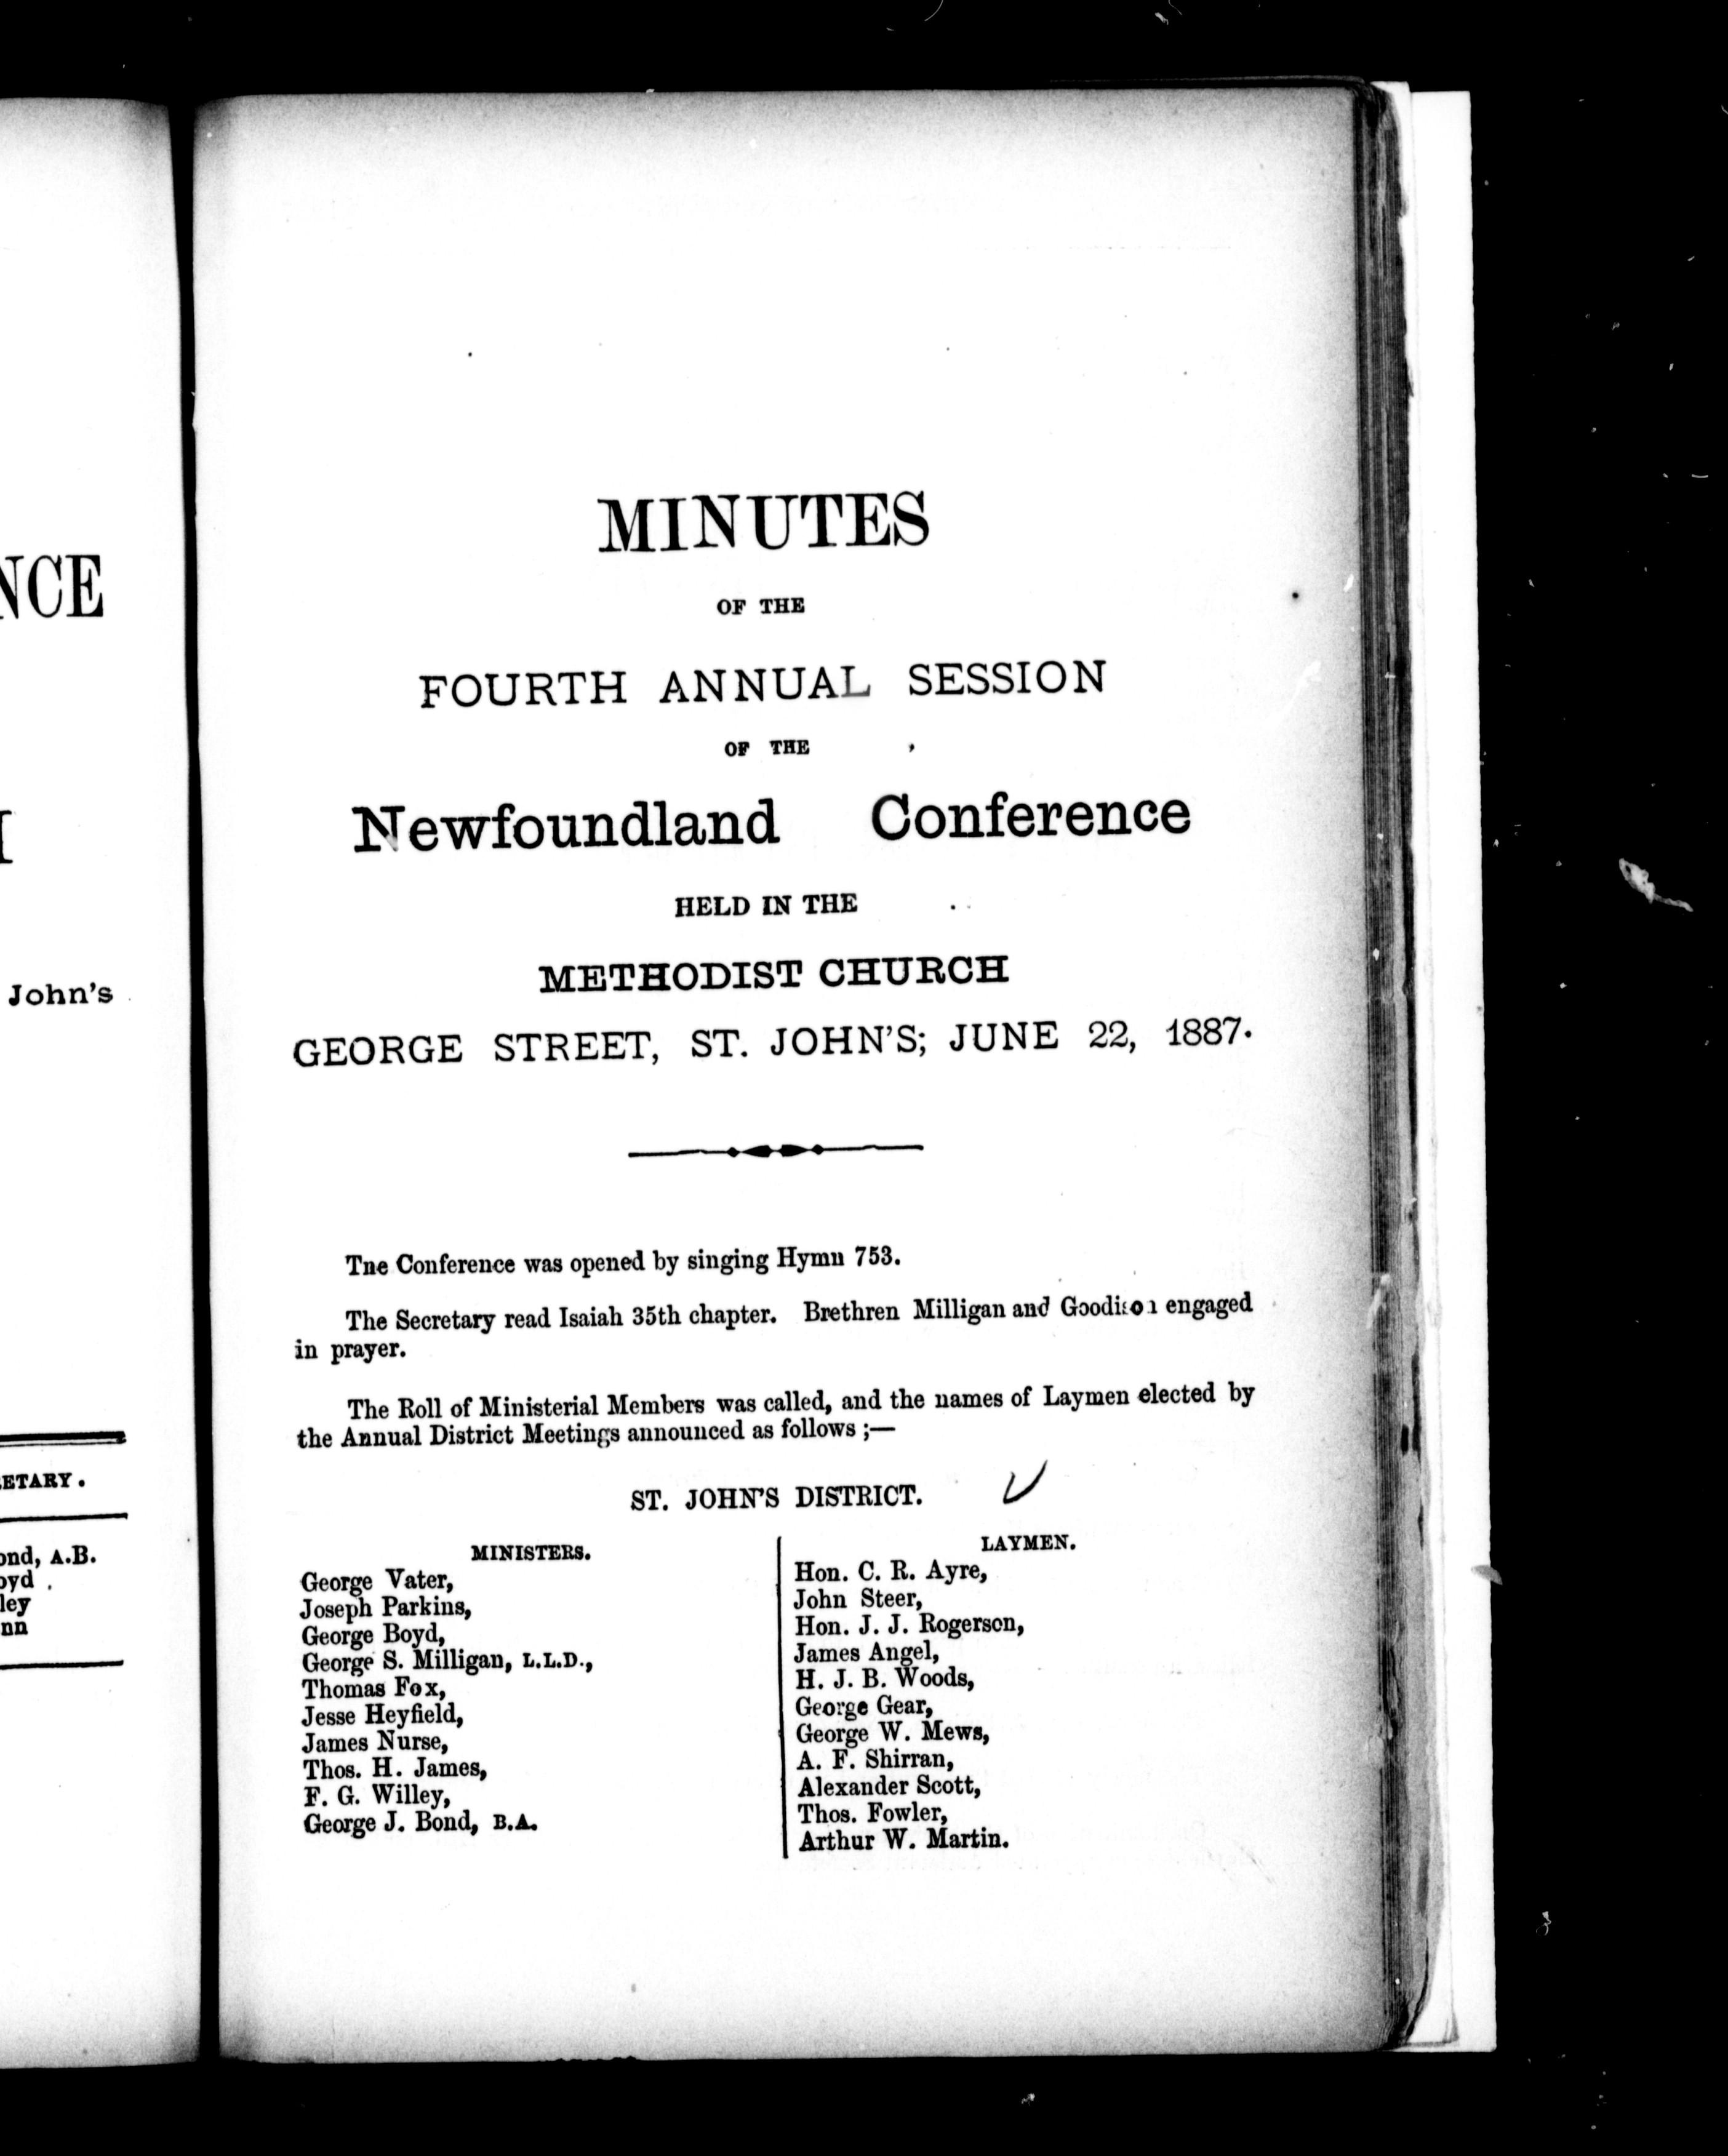 NCE
John's
ETARY.
ond, A.B.
oyd.
ley
nn
MINUTES
OF THE
FOURTH ANNUAL SESSION
OF THE
Newfoundland Conference
HELD IN THE
METHODIST CHURCH
GEORGE STREET, ST. JOHN'S; JUNE 22, 1887.
Tne Conference was opened by singing Hymn 753.
The Secretary read Isaiah 35th chapter. Brethren Milligan and Goodison engaged
in prayer.
The Roll of Ministerial Members was called, and the names of Laymen elected by
the Annual District Meetings announced as follows ;—
ST. JOHN'S DISTRICT.
MINISTERS.
George Vater,
Joseph Parkins,
George Boyd,
George S. Milligan, L.L.D.,
Thomas Fox,
Jesse Heyfield,
James Nurse,
Thos. H. James,
F. G. Willey,
George J. Bond, B.A.
LAYMEN.
Hon. C. R. Ayre,
John Steer,
Hon. J. J. Rogerson,
James Angel,
H. J. B. Woods,
George Gear,
George W. Mews,
A. F. Shirran,
Alexander Scott,
Thos. Fowler,
Arthur W. Martin.